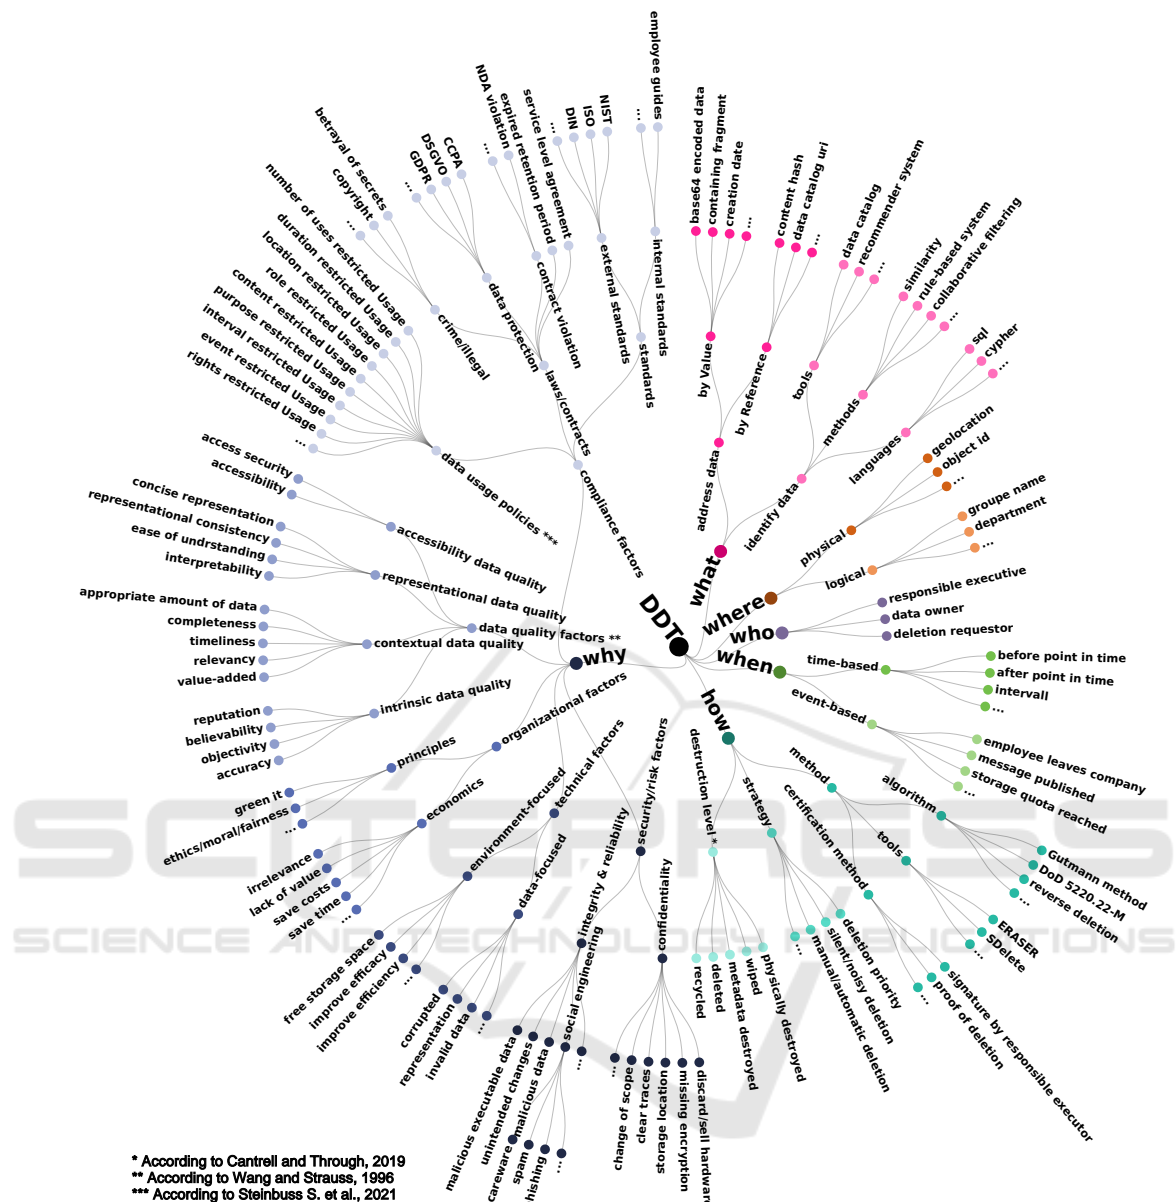 DDT
what
address data
by Value
base64 encoded data
containing fragment
creation date
...
by Reference
content hash
data catalog uri
...
identify data
tools
data catalog
recommender system
...
methods
similarity
rule-based system
collaborative filtering
...
languages
sql
cypher
...
where
physical
geolocation
object id
...
logical
groupe name
department
...
who
responsible executive
data owner
deletion requestor
when
time-based
before point in time
after point in time
intervall
...
event-based
employee leaves company
message published
storage quota reached
...
how
method
algorithm
Gutmann method
DoD 5220.22-M
reverse deletion
...
tools
ERASER
SDelete
...
certification method
signature by responsible executor
proof of deletion
...
strategy
deletion priority
silent/noisy deletion
manual/automatic deletion
...
destruction level *
physically destroyed
wiped
metadata destroyed
deleted
recycled
why
security/risk factors
confidentiality
discard/sell hardware
missing encryption
storage location
clear traces
change of scope
...
integrity & reliability
...
social engineering
...
hishing
spam
careware
malicious data
unintended changes
malicious executable data
technical factors
data-focused
...
invalid data
representation
corrupted
environment-focused
...
improve efficiency
improve efficacy
free storage space
organizational factors
economics
...
save time
save costs
lack of value
irrelevance
principles
...
ethics/moral/fairness
green it
data quality factors **
intrinsic data quality
accuracy
objectivity
believability
reputation
contextual data quality
value-added
relevancy
timeliness
completeness
appropriate amount of data
representational data quality
interpretability
ease of undrstanding
representational consistency
concise representation
accessibility data quality
accessibility
access security
compliance factors
data usage policies ***
...
rights restricted Usage
event restricted Usage
interval restricted Usage
purpose restricted Usage
content restricted Usage
role restricted Usage
location restricted Usage
duration restricted Usage
number of uses restricted Usage
laws/contracts
crime/illegal
...
copyright
betrayal of secrets
data protection
...
GDPR
DSGVO
CCPA
contract violation
...
NDA violation
expired retention period
service level agreement
standards
external standards
...
DIN
ISO
NIST
internal standards
...
employee guides
SCITEPRESS
SCIENCE AND TECHNOLOGY PUBLICATIONS
* According to Cantrell and Through, 2019
** According to Wang and Strauss, 1996
*** According to Steinbuss S. et al., 2021